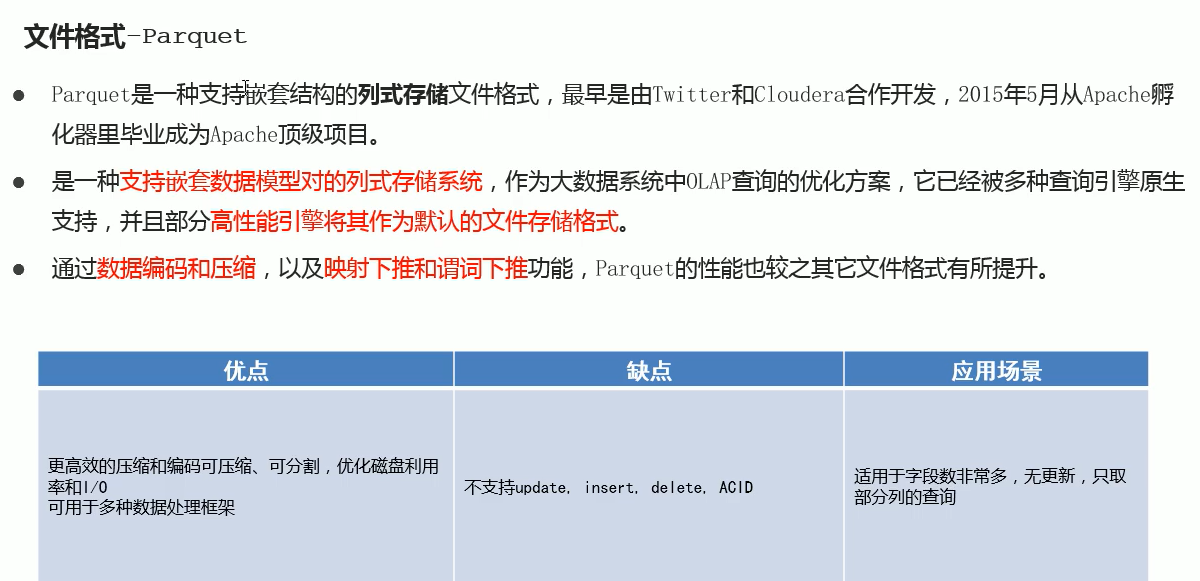 文件格式-Parquet
Parquet是一种支持嵌套结构的列式存储文件格式，最早是由Twitter和Cloudera合作开发，2015年5月从Apache孵
化器里毕业成为Apache顶级项目。
是一种支持嵌套数据模型对的列式存储系统，作为大数据系统中OLAP查询的优化方案，它已经被多种查询引擎原生
支持，并且部分高性能引擎将其作为默认的文件存储格式。
通过数据编码和压缩，以及映射下推和谓词下推功能，Parquet的性能也较之其它文件格式有所提升。
优点
缺点
应用场景
更高效的压缩和编码可压缩、可分割，优化磁盘利用
率和I/O
可用于多种数据处理框架
不支持update, insert, delete, ACID
适用于字段数非常多，无更新，只取
部分列的查询